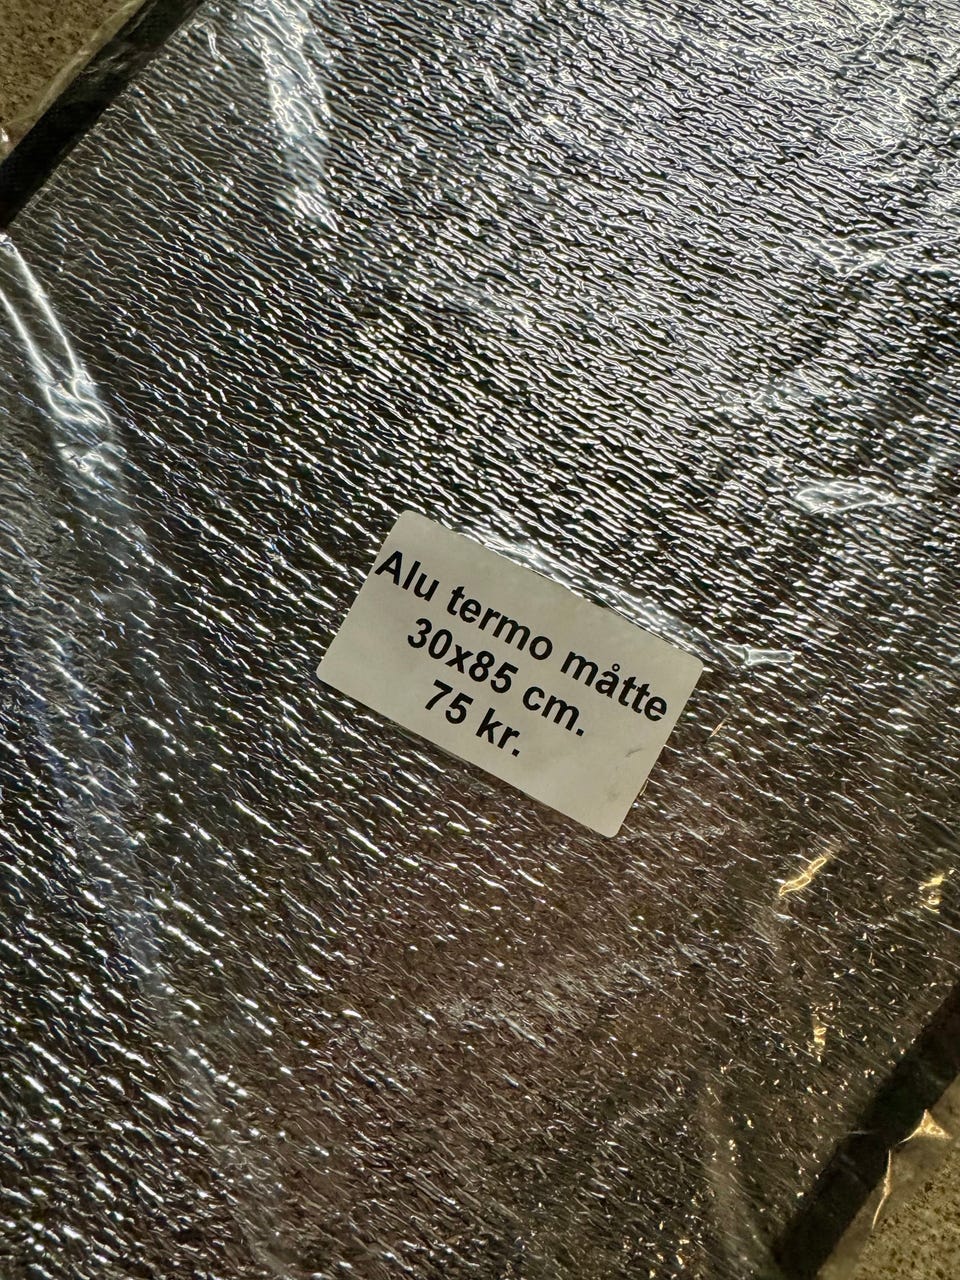 Alu termo måtte
30x85 cm.
75 kr.